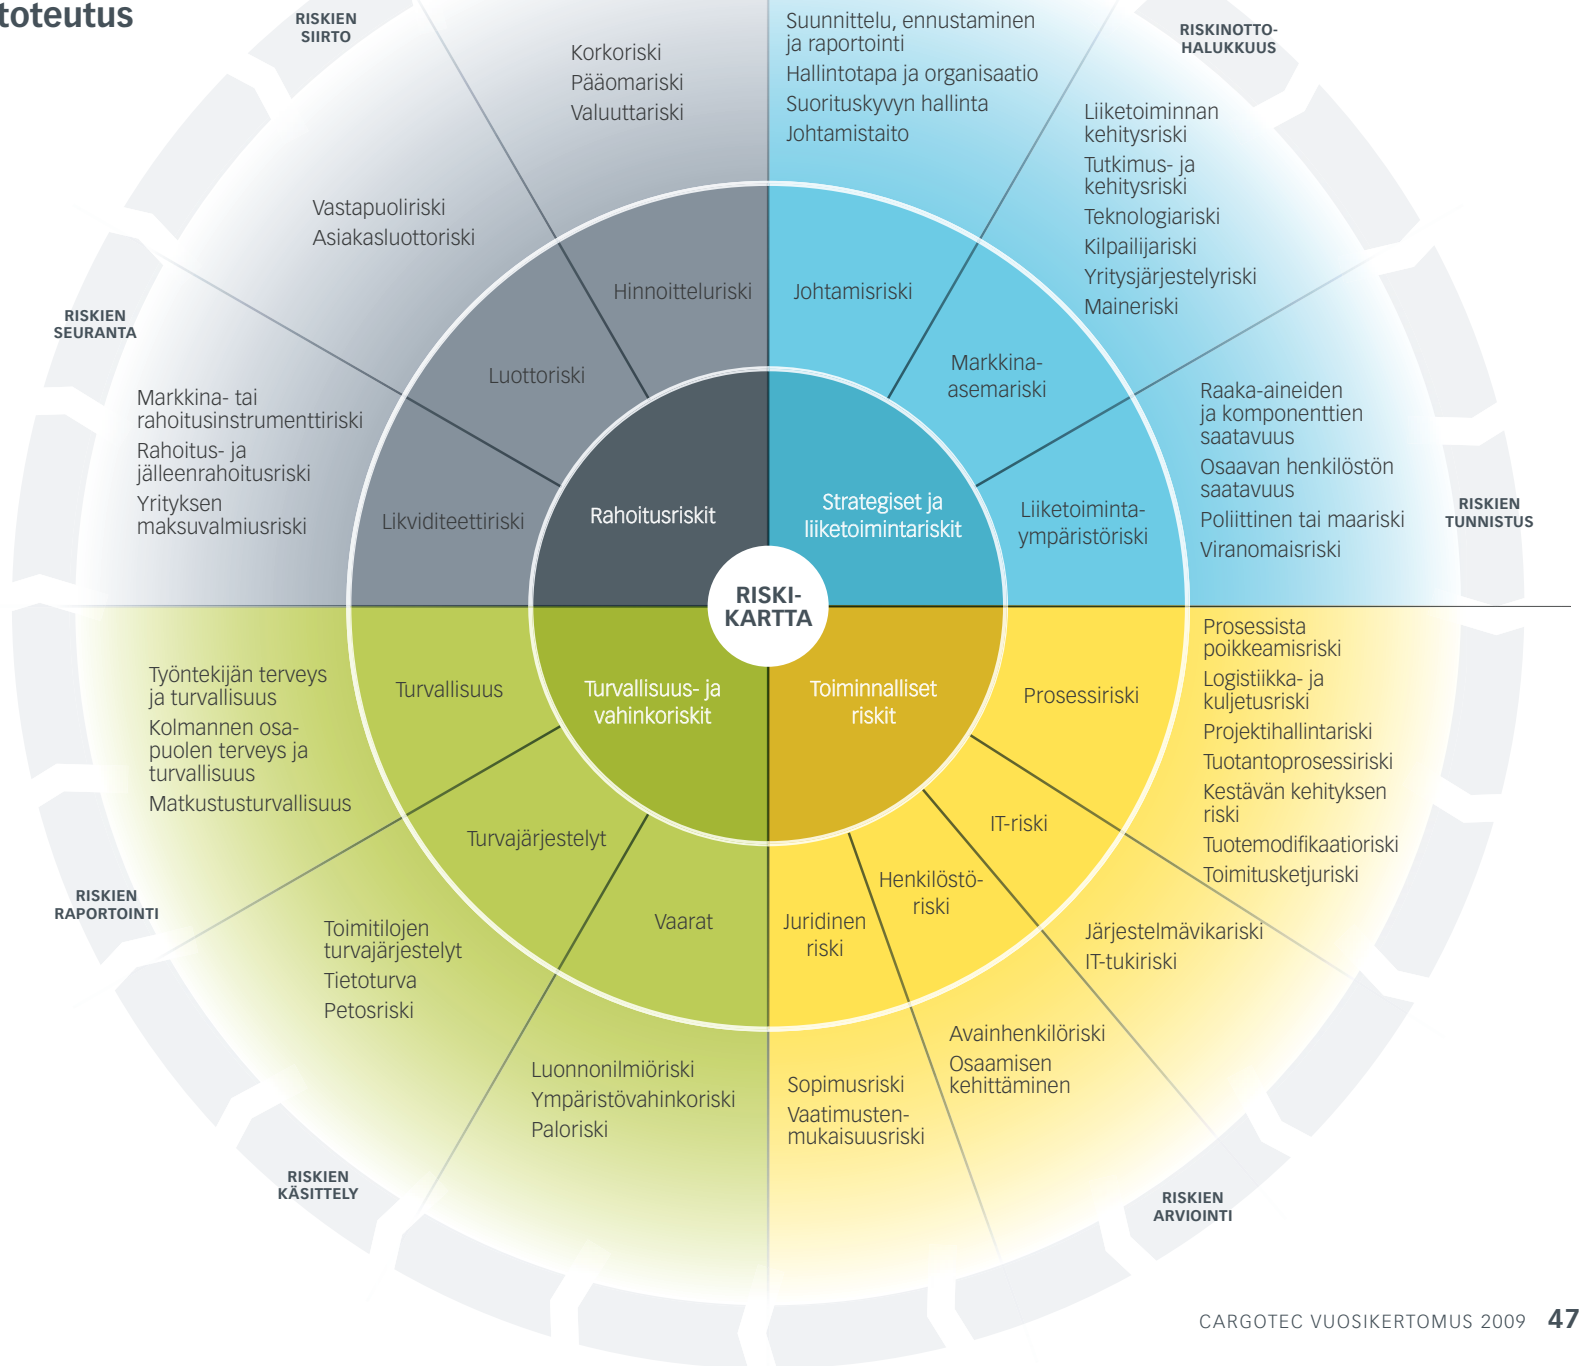 toteutus
RISKIEN
SIIRTO
Korkoriski
Pääomariski
Valuuttariski
Suunnittelu, ennustaminen
ja raportointi
Hallintotapa ja organisaatio
Suorituskyvyn hallinta
Johtamistaito
RISKINOTTO-
HALUKKUUS
Liiketoiminnan
kehitysriski
Tutkimus- ja
kehitysriski
Teknologiariski
Kilpailijariski
Yritysjärjestelyriski
Maineriski
Vastapuoliriski
Asiakasluottoriski
Hinnoitteluriski
Johtamisriski
RISKIEN
SEURANTA
Luottoriski
Markkina-
asemariski
Markkina- tai
rahoitusinstrumenttiriski
Rahoitus- ja
jälleenrahoitusriski
Yrityksen
maksuvalmiusriski
Likviditeettiriski
Rahoitusriskit
Strategiset ja
liiketoimintariskit
Liiketoiminta-
ympäristöriski
Raaka-aineiden
ja komponenttien
saatavuus
Osaavan henkilöstön
saatavuus
Poliittinen tai maariski
Viranomaisriski
RISKIEN
TUNNISTUS
RISKI-
KARTTA
Työntekijän terveys
ja turvallisuus
Kolmannen osa-
puolen terveys ja
turvallisuus
Matkustusturvallisuus
Turvallisuus
Turvallisuus- ja
vahinkoriskit
Toiminnalliset
riskit
Prosessiriski
Prosessista
poikkeamisriski
Logistiikka- ja
kuljetusriski
Projektihallintariski
Tuotantoprosessiriski
Kestävän kehityksen
riski
Tuotemodifikaatioriski
Toimitusketjuriski
Turvajärjestelyt
IT-riski
RISKIEN
RAPORTOINTI
Henkilöstö-
riski
Vaarat
Juridinen
riski
Toimitilojen
turvajärjestelyt
Tietoturva
Petosriski
Järjestelmävikariski
IT-tukiriski
Avainhenkilöriski
Osaamisen
kehittäminen
Luonnonilmiöriski
Ympäristövahinkoriski
Paloriski
Sopimusriski
Vaatimusten-
mukaisuusriski
RISKIEN
KÄSITTELY
RISKIEN
ARVIOINTI
CARGOTEC VUOSIKERTOMUS 2009 47